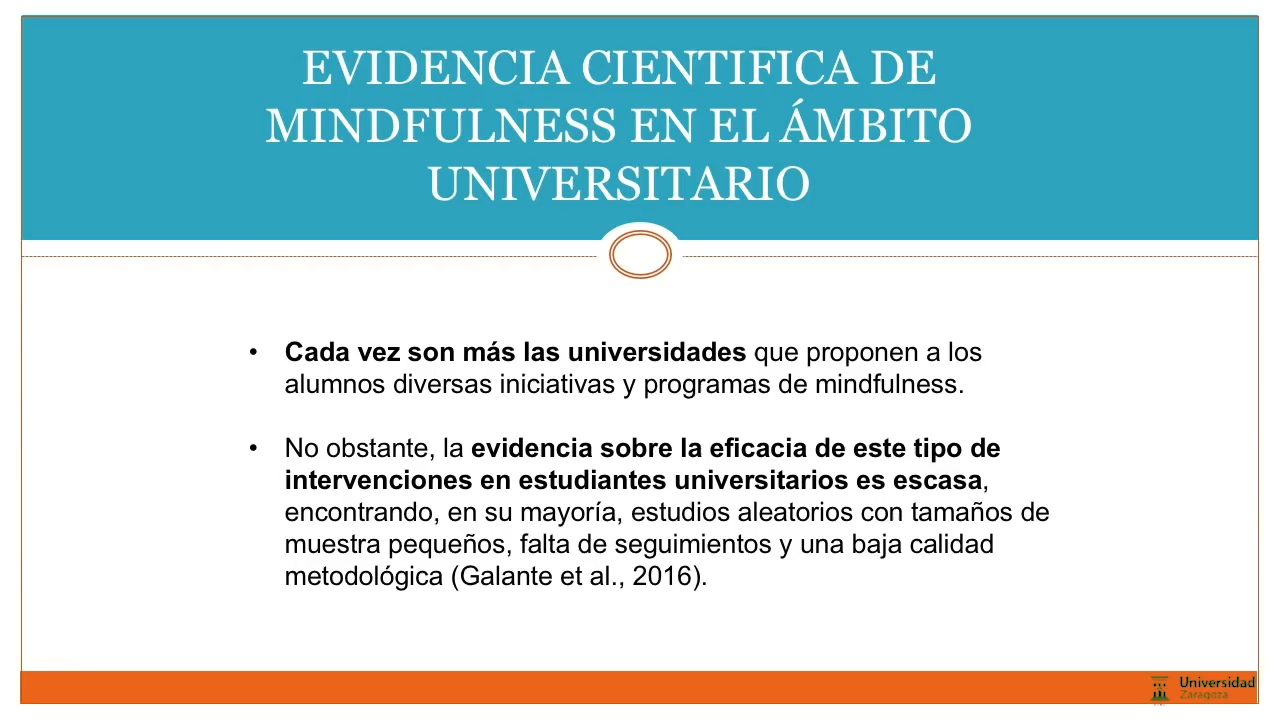 EVIDENCIA CIENTIFICA DE
MINDFULNESS EN EL ÁMBITO
UNIVERSITARIO
• Cada vez son más las universidades que proponen a los
alumnos diversas iniciativas y programas de mindfulness.
• No obstante, la evidencia sobre la eficacia de este tipo de
intervenciones en estudiantes universitarios es escasa,
encontrando, en su mayoría, estudios aleatorios con tamaños de
muestra pequeños, falta de seguimientos y una baja calidad
metodológica (Galante et al., 2016).
Universidad
Zaragoza